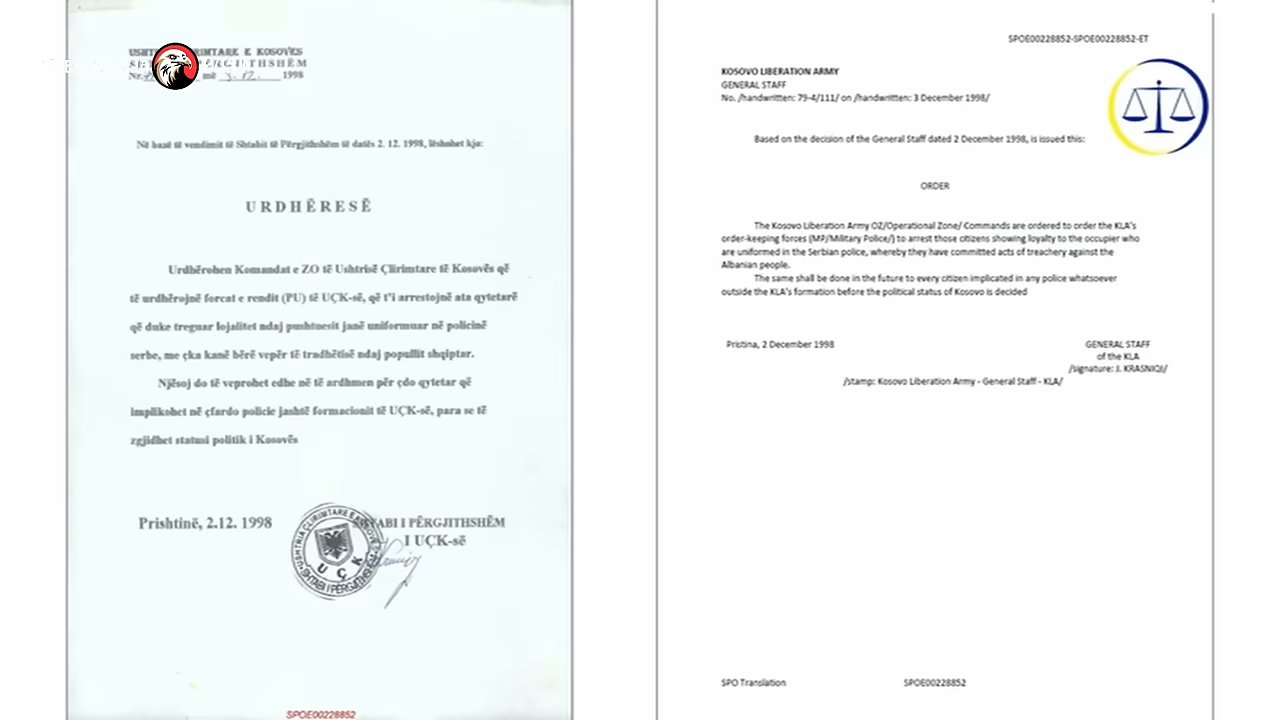 E KOSOVËS
Nr. më 3.12. 1998
Në bazë të vendimit të Shtabit të Përgjithshëm të datës 2. 12. 1998, lëshohet kjo:
URDHËRESË
Urdhërohen Komandat e ZO të Ushtrisë Çlirimtare të Kosovës që
të urdhërojnë forcat e rendit (PU) të UÇK-së, që t'i arrestojnë ata qytetarë
që duke treguar lojalitet ndaj pushtuesit janë uniformuar në policinë
serbe, me çka kanë bërë vepër të tradhëtisë ndaj popullit shqiptar.
Njësoj do të veprohet edhe në të ardhmen për çdo qytetar që
implikohet në çfardo policie jashtë formacionit të UÇK-së, para se të
zgjidhet statusi politik i Kosovës
Prishtinë, 2.12. 1998
SHTABI I PËRGJITHSHËM
I UÇK-së
USHTRIA ÇLIRIMTARE E KOSOVËS
UÇK
SHTABI I PËRGJITHSHËM
SPOE00228852
SPOE00228852-SPOE00228852-ET
KOSOVO LIBERATION ARMY
GENERAL STAFF
No. /handwritten: 79-4/111/ on /handwritten: 3 December 1998/
Based on the decision of the General Staff dated 2 December 1998, is issued this:
ORDER
The Kosovo Liberation Army OZ/Operational Zone/ Commands are ordered to order the KLA's
order-keeping forces (MP/Military Police/) to arrest those citizens showing loyalty to the occupier who
are uniformed in the Serbian police, whereby they have committed acts of treachery against the
Albanian people.
The same shall be done in the future to every citizen implicated in any police whatsoever
outside the KLA's formation before the political status of Kosovo is decided
Pristina, 2 December 1998
GENERAL STAFF
of the KLA
/signature: J. KRASNIQI/
/stamp: Kosovo Liberation Army - General Staff - KLA/
SPO Translation
SPOE00228852